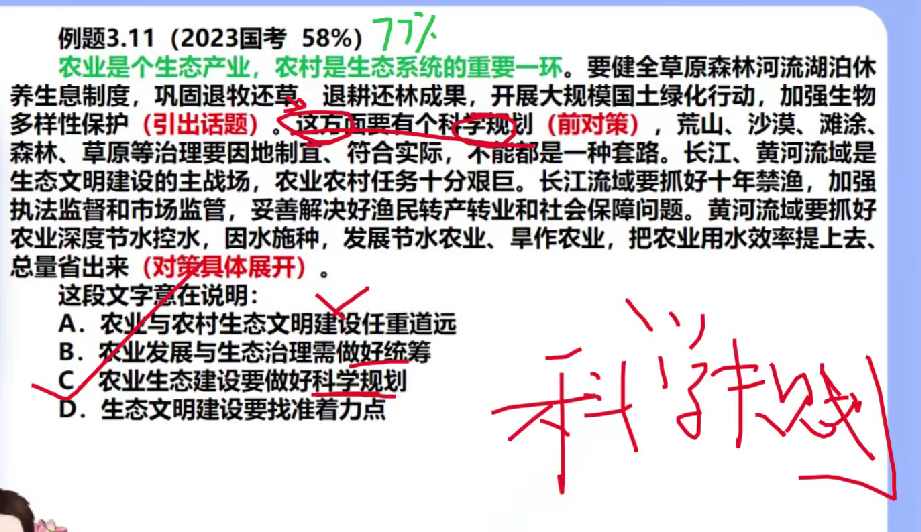 例题3.11（2023国考 58%）77%
农业是个生态产业，农村是生态系统的重要一环。要健全草原森林河流湖泊休
养生息制度，巩固退牧还草、退耕还林成果，开展大规模国土绿化行动，加强生物
多样性保护（引出话题）。这方面要有个科学规划（前对策），荒山、沙漠、滩涂、
森林、草原等治理要因地制宜、符合实际，不能都是一种套路。长江、黄河流域是
生态文明建设的主战场，农业农村任务十分艰巨。长江流域要抓好十年禁渔，加强
执法监督和市场监管，妥善解决好渔民转产转业和社会保障问题。黄河流域要抓好
农业深度节水控水，因水施种，发展节水农业、旱作农业，把农业用水效率提上去、
总量省出来（对策具体展开）。
这段文字意在说明：
A．农业与农村生态文明建设任重道远
B．农业发展与生态治理需做好统筹
C．农业生态建设要做好科学规划
D．生态文明建设要找准着力点
科学规划